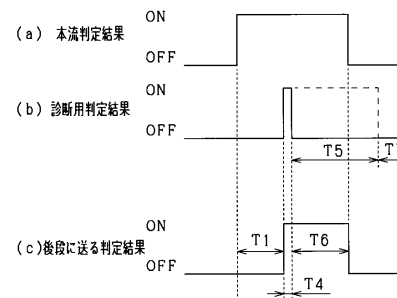 (a) 本流判定結果 ON
OFF
(b) 診断用判定結果 ON
OFF
T5 T
(c)後段に送る判定結果 ON
OFF
T1 T6
T4